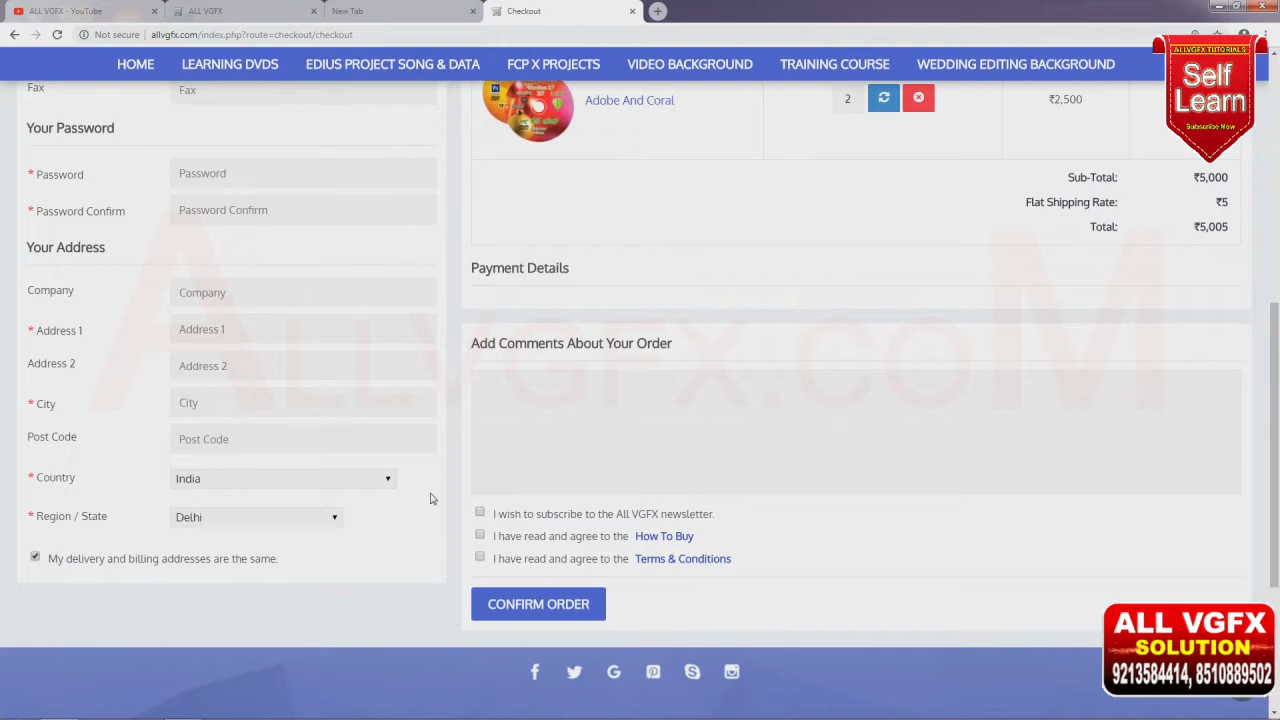 ALL VGFX - YouTube
ALL VGFX
New Tab
Checkout
Not secure | allvgfx.com/index.php?route=checkout/checkout
HOME
LEARNING DVDS
EDIUS PROJECT SONG & DATA
FCP X PROJECTS
VIDEO BACKGROUND
TRAINING COURSE
WEDDING EDITING BACKGROUND
ALLVGFX TUTORIALS
Self
Learn
Subscribe Now
Fax
Fax
Your Password
* Password
Password
* Password Confirm
Password Confirm
Your Address
Company
Company
* Address 1
Address 1
Address 2
Address 2
* City
City
Post Code
Post Code
* Country
India
* Region / State
Delhi
My delivery and billing addresses are the same.
Adobe And Coral
2
₹2,500
Sub-Total:
₹5,000
Flat Shipping Rate:
₹5
Total:
₹5,005
Payment Details
Add Comments About Your Order
ALLVGFX.COM
I wish to subscribe to the All VGFX newsletter.
I have read and agree to the How To Buy
I have read and agree to the Terms & Conditions
CONFIRM ORDER
ALL VGFX
SOLUTION
9213584414, 8510889502